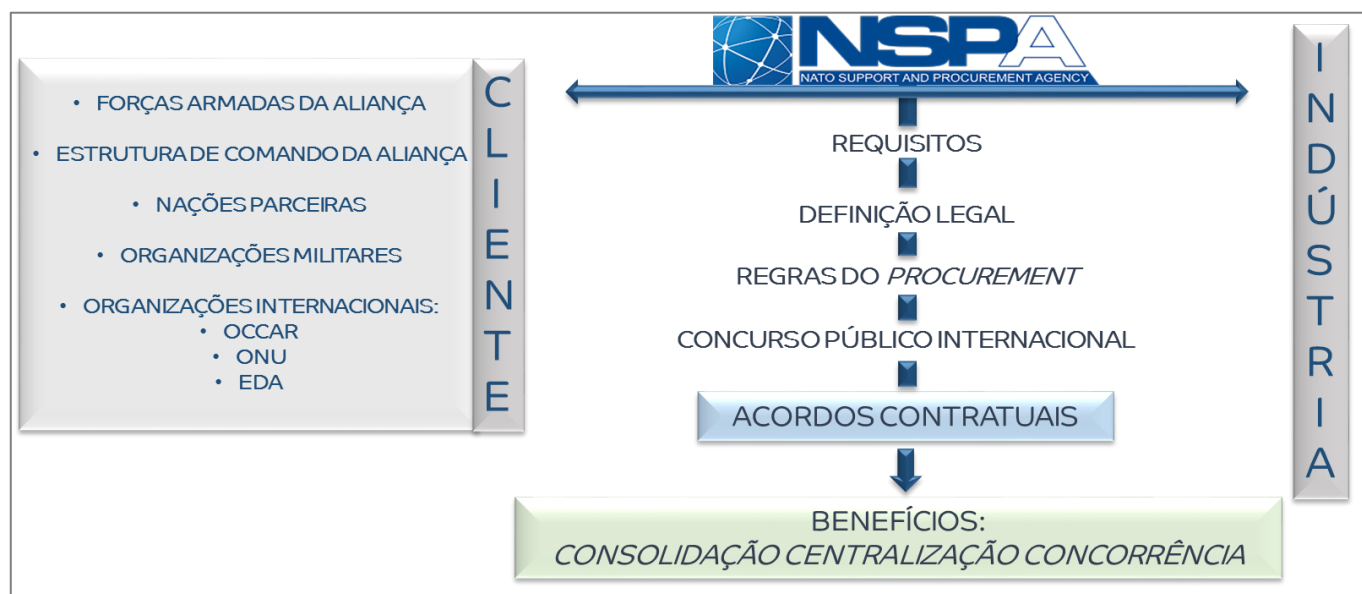 NSPA
NATO SUPPORT AND PROCUREMENT AGENCY
• FORÇAS ARMADAS DA ALIANÇA
• ESTRUTURA DE COMANDO DA ALIANÇA
• NAÇÕES PARCEIRAS
• ORGANIZAÇÕES MILITARES
• ORGANIZAÇÕES INTERNACIONAIS:
• OCCAR
• ONU
• EDA
CLIENTE
REQUISITOS
DEFINIÇÃO LEGAL
REGRAS DO PROCUREMENT
CONCURSO PÚBLICO INTERNACIONAL
ACORDOS CONTRATUAIS
BENEFÍCIOS:
CONSOLIDAÇÃO CENTRALIZAÇÃO CONCORRÊNCIA
INDÚSTRIA